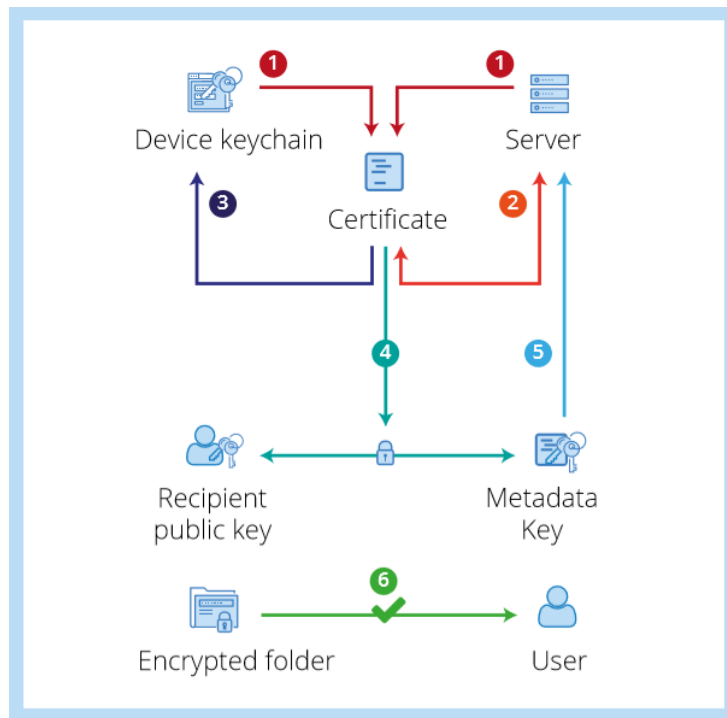 1
1
Device keychain
Server
Certificate
3
2
4
5
Recipient
public key
Metadata
Key
6
Encrypted folder
User